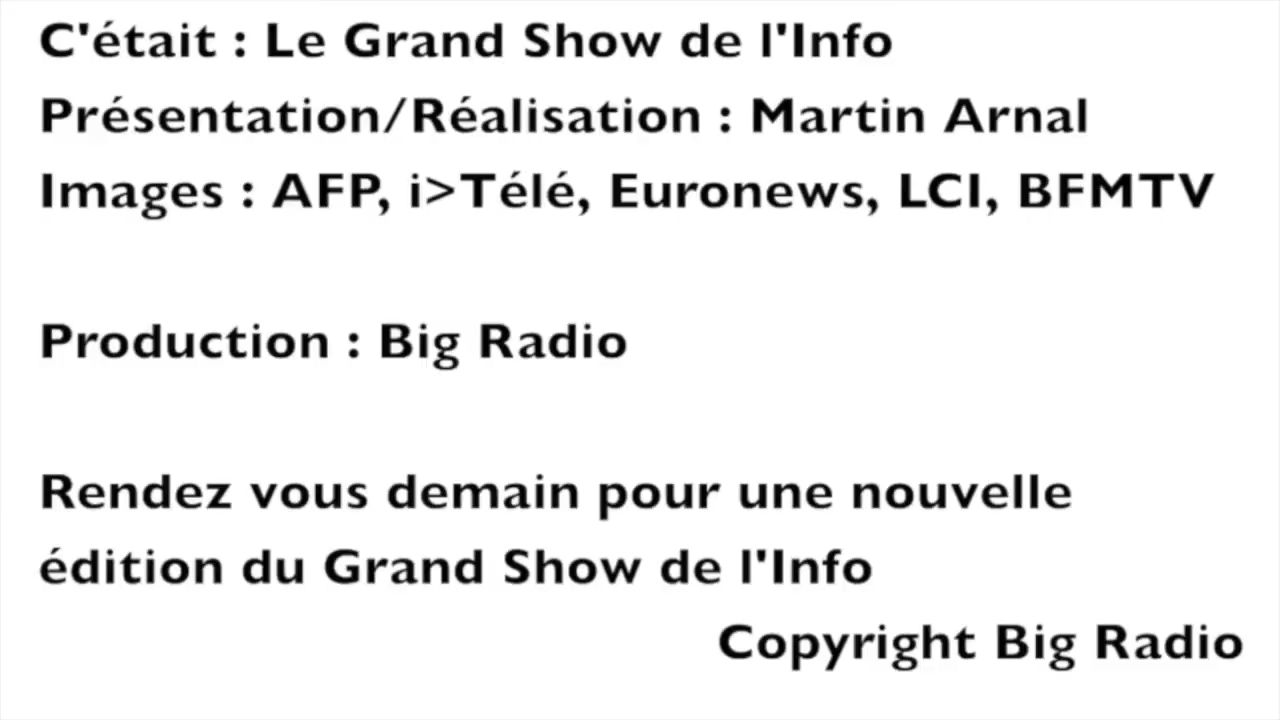 C'était : Le Grand Show de l'Info
Présentation/Réalisation : Martin Arnal
Images : AFP, i>Télé, Euronews, LCI, BFMTV
Production : Big Radio
Rendez vous demain pour une nouvelle
édition du Grand Show de l'Info
Copyright Big Radio